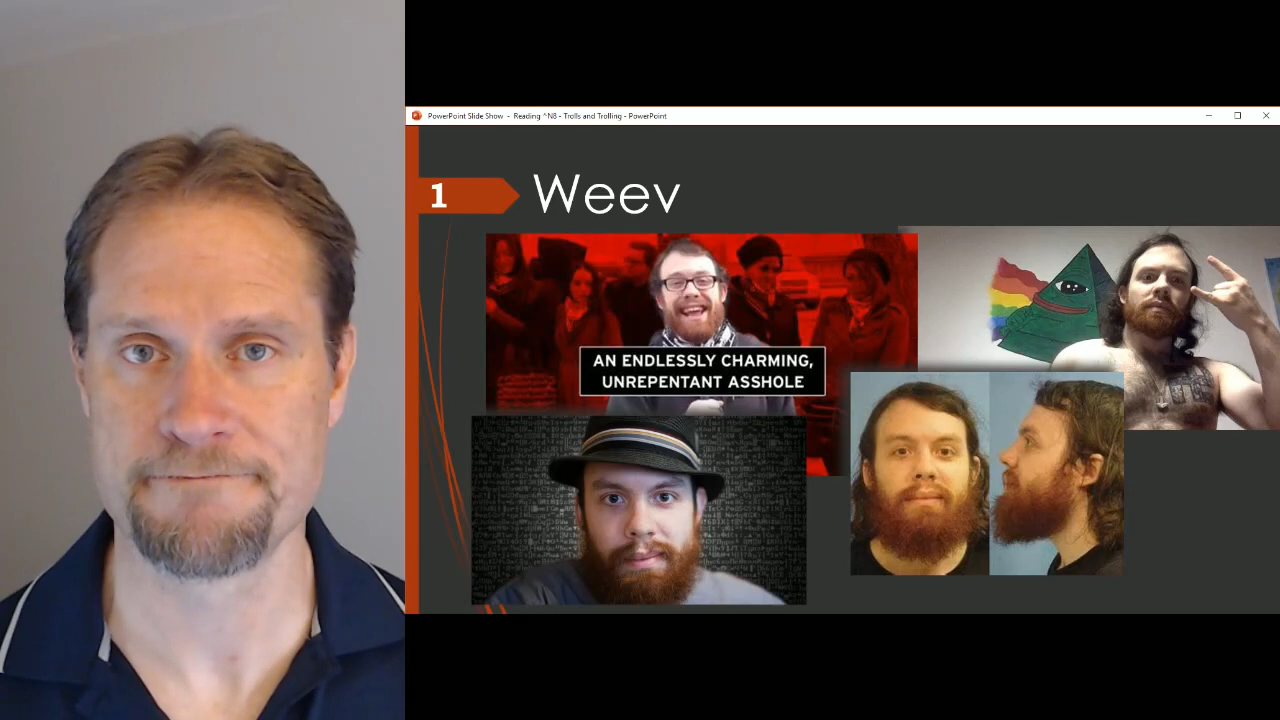 PowerPoint Slide Show - Reading ^N8 - Trolls and Trolling - PowerPoint
1
Weev
AN ENDLESSLY CHARMING,
UNREPENTANT ASSHOLE